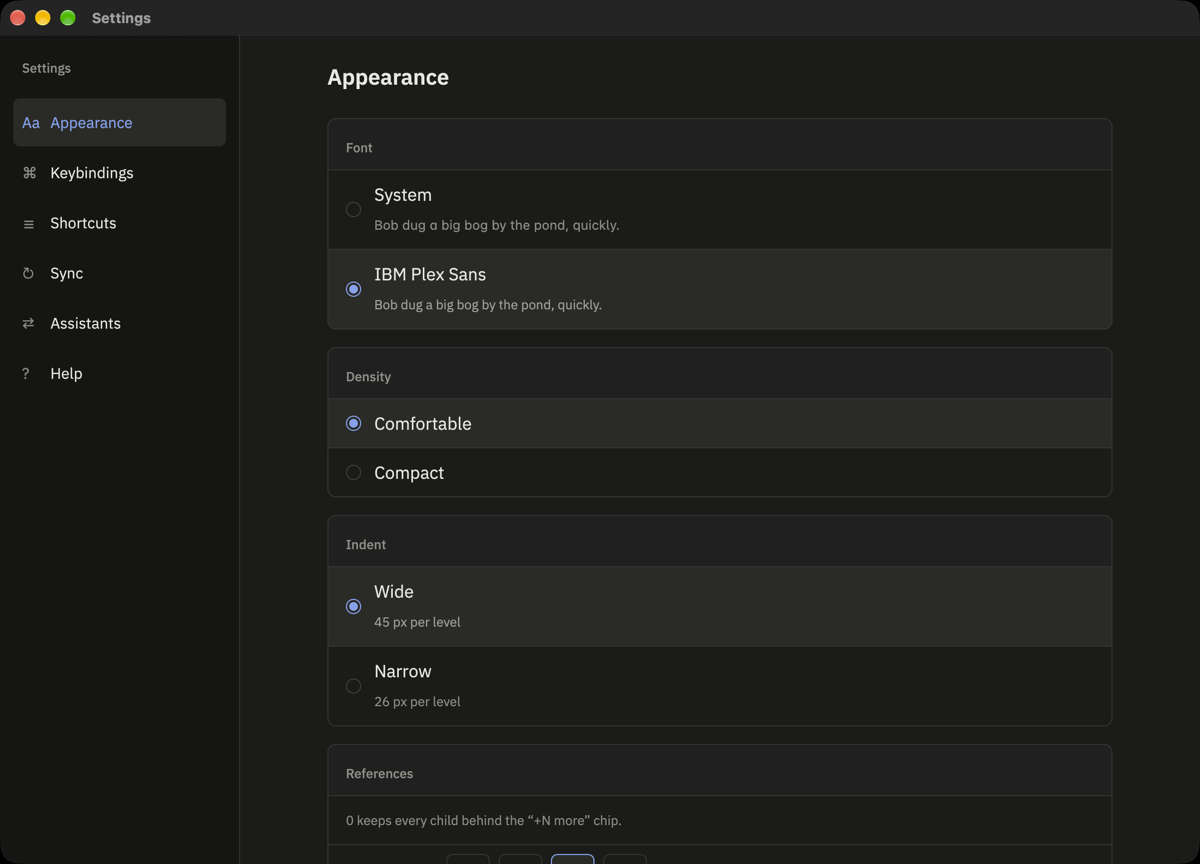 Settings
Settings
Aa Appearance
⌘ Keybindings
≡ Shortcuts
↻ Sync
⇄ Assistants
? Help
Appearance
Font
System
Bob dug a big bog by the pond, quickly.
IBM Plex Sans
Bob dug a big bog by the pond, quickly.
Density
Comfortable
Compact
Indent
Wide
45 px per level
Narrow
26 px per level
References
0 keeps every child behind the “+N more” chip.